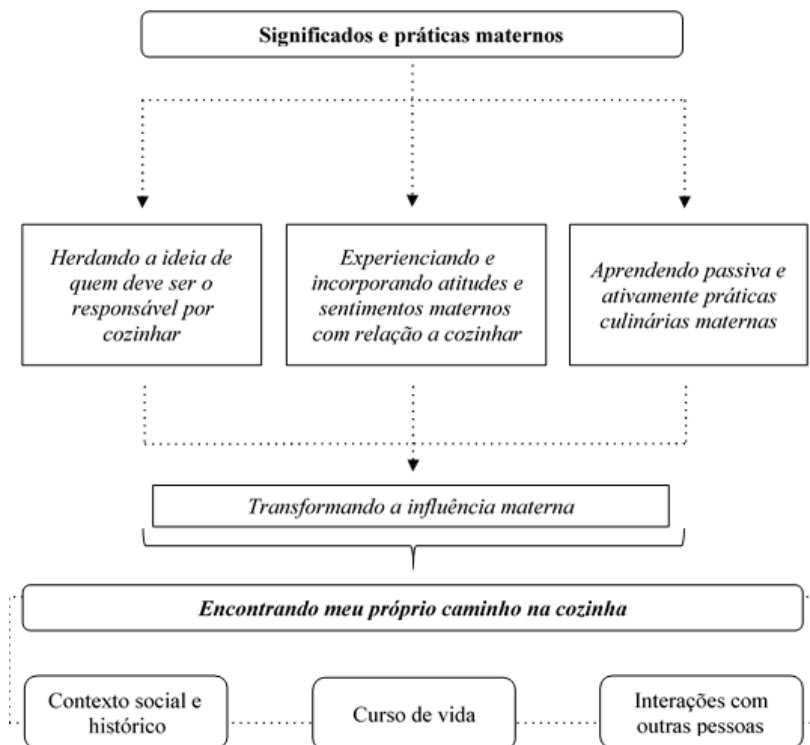 Significados e práticas maternos
Herdando a ideia de
quem deve ser o
responsável por
cozinhar
Experienciando e
incorporando atitudes e
sentimentos maternos
com relação a cozinhar
Aprendendo passiva e
ativamente práticas
culinárias maternas
Transformando a influência materna
Encontrando meu próprio caminho na cozinha
Contexto social e
histórico
Curso de vida
Interações com
outras pessoas